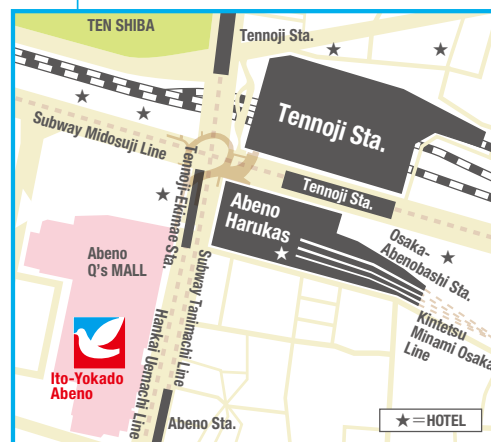 TEN SHIBA
Tennoji Sta.
Subway Midosuji Line
Tennoji Sta.
Tennoji Sta.
Tennoji-Ekimae Sta.
Abeno
Harukas
Osaka-
Abenobashi Sta.
Abeno
Q's MALL
Subway Tanimachi Line
Hankai Uemachi Line
Kintetsu
Minami Osaka
Line
Ito-Yokado
Abeno
Abeno Sta.
★=HOTEL